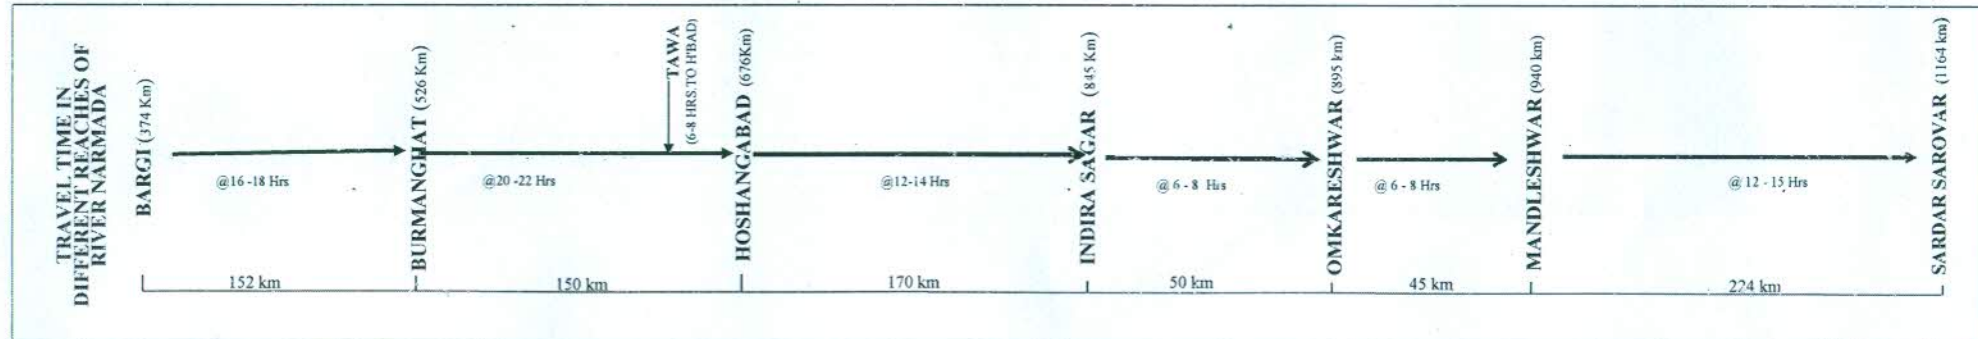 TRAVEL TIME IN
DIFFERENT REACHES OF
RIVER NARMADA
BARGI (374 Km)
@16 -18 Hrs
BURMANGHAT (526 Km)
@20 -22 Hrs
TAWA
(6-8 HRS.TO H'BAD)
HOSHANGABAD (676Km)
@12-14 Hrs
INDIRA SAGAR (845 Km)
@ 6 - 8 Hrs
OMKARESHWAR (895 km)
@ 6 - 8 Hrs
MANDLESHWAR (940 km)
@ 12 - 15 Hrs
SARDAR SAROVAR (1164 km)
152 km
150 km
170 km
50 km
45 km
224 km